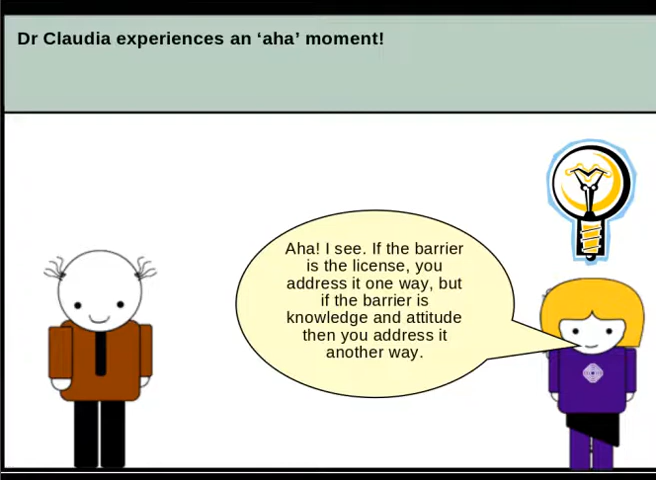 Dr Claudia experiences an ‘aha’ moment!
Aha! I see. If the barrier
is the license, you
address it one way, but
if the barrier is
knowledge and attitude
then you address it
another way.